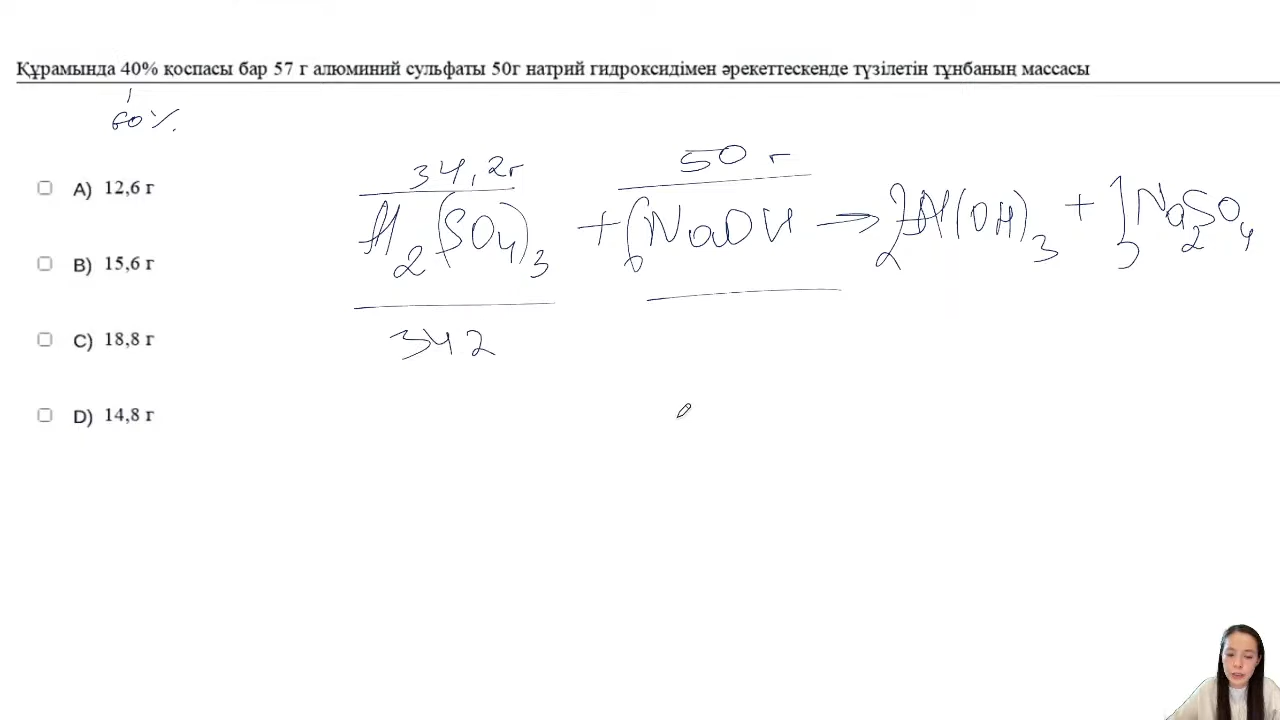 Құрамында 40% қоспасы бар 57 г алюминий сульфаты 50г натрий гидроксидімен әрекеттескенде түзілетін тұнбаның массасы
60%.
34,2г 50 г
Al2(SO4)3 + 6NaOH → 2Al(OH)3 + 3Na2SO4
342
A) 12,6 г
B) 15,6 г
C) 18,8 г
D) 14,8 г